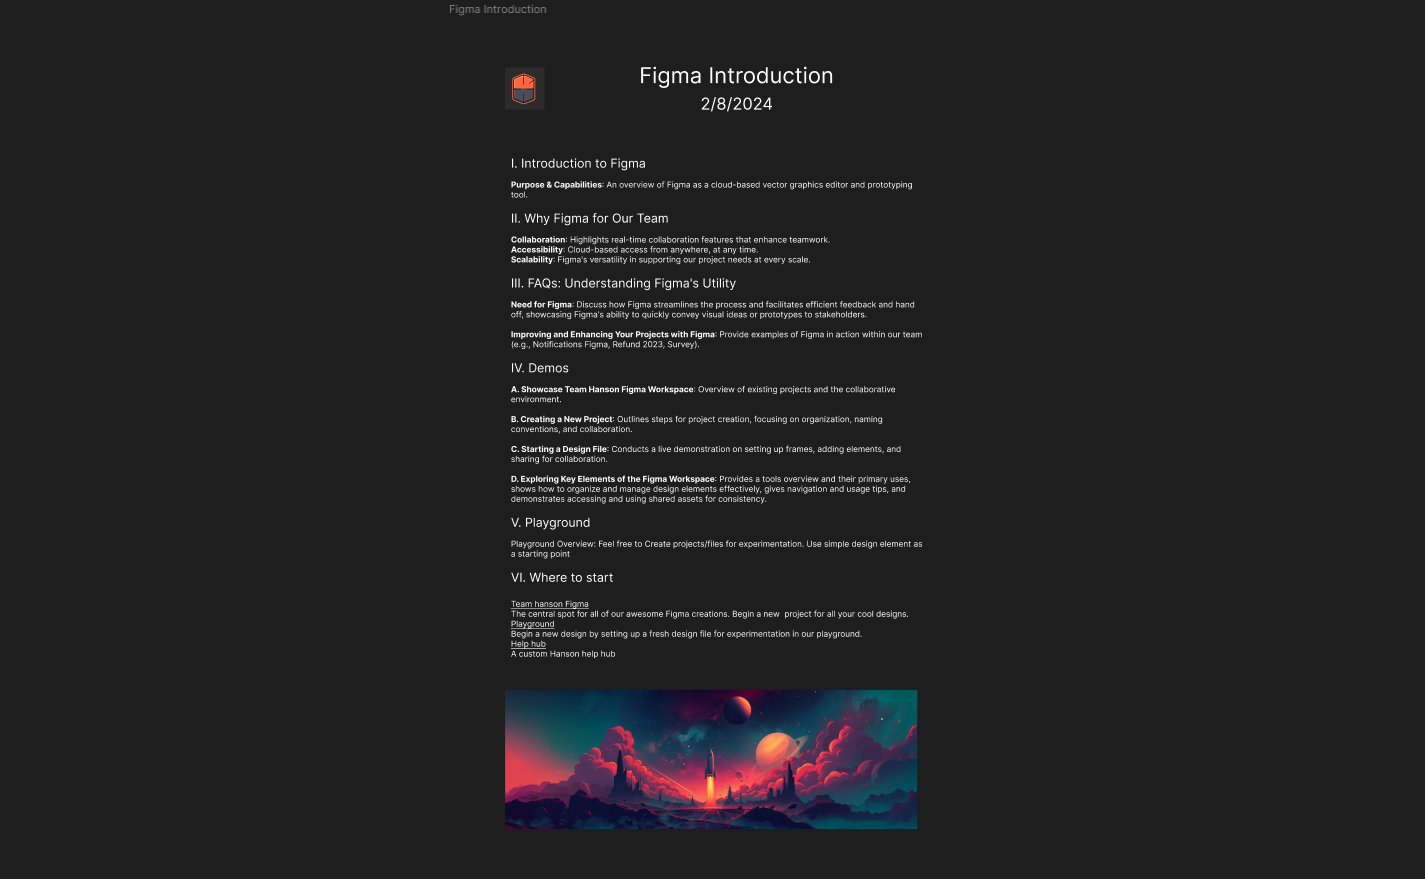 Figma Introduction
Figma Introduction
2/8/2024
I. Introduction to Figma
Purpose & Capabilities: An overview of Figma as a cloud-based vector graphics editor and prototyping
tool.
II. Why Figma for Our Team
Collaboration: Highlights real-time collaboration features that enhance teamwork.
Accessibility: Cloud-based access from anywhere, at any time.
Scalability: Figma's versatility in supporting our project needs at every scale.
III. FAQs: Understanding Figma's Utility
Need for Figma: Discuss how Figma streamlines the process and facilitates efficient feedback and hand
off, showcasing Figma's ability to quickly convey visual ideas or prototypes to stakeholders.
Improving and Enhancing Your Projects with Figma: Provide examples of Figma in action within our team
(e.g., Notifications Figma, Refund 2023, Survey).
IV. Demos
A. Showcase Team Hanson Figma Workspace: Overview of existing projects and the collaborative
environment.
B. Creating a New Project: Outlines steps for project creation, focusing on organization, naming
conventions, and collaboration.
C. Starting a Design File: Conducts a live demonstration on setting up frames, adding elements, and
sharing for collaboration.
D. Exploring Key Elements of the Figma Workspace: Provides a tools overview and their primary uses,
shows how to organize and manage design elements effectively, gives navigation and usage tips, and
demonstrates accessing and using shared assets for consistency.
V. Playground
Playground Overview: Feel free to Create projects/files for experimentation. Use simple design element as
a starting point
VI. Where to start
Team hanson Figma
The central spot for all of our awesome Figma creations. Begin a new  project for all your cool designs.
Playground
Begin a new design by setting up a fresh design file for experimentation in our playground.
Help hub
A custom Hanson help hub